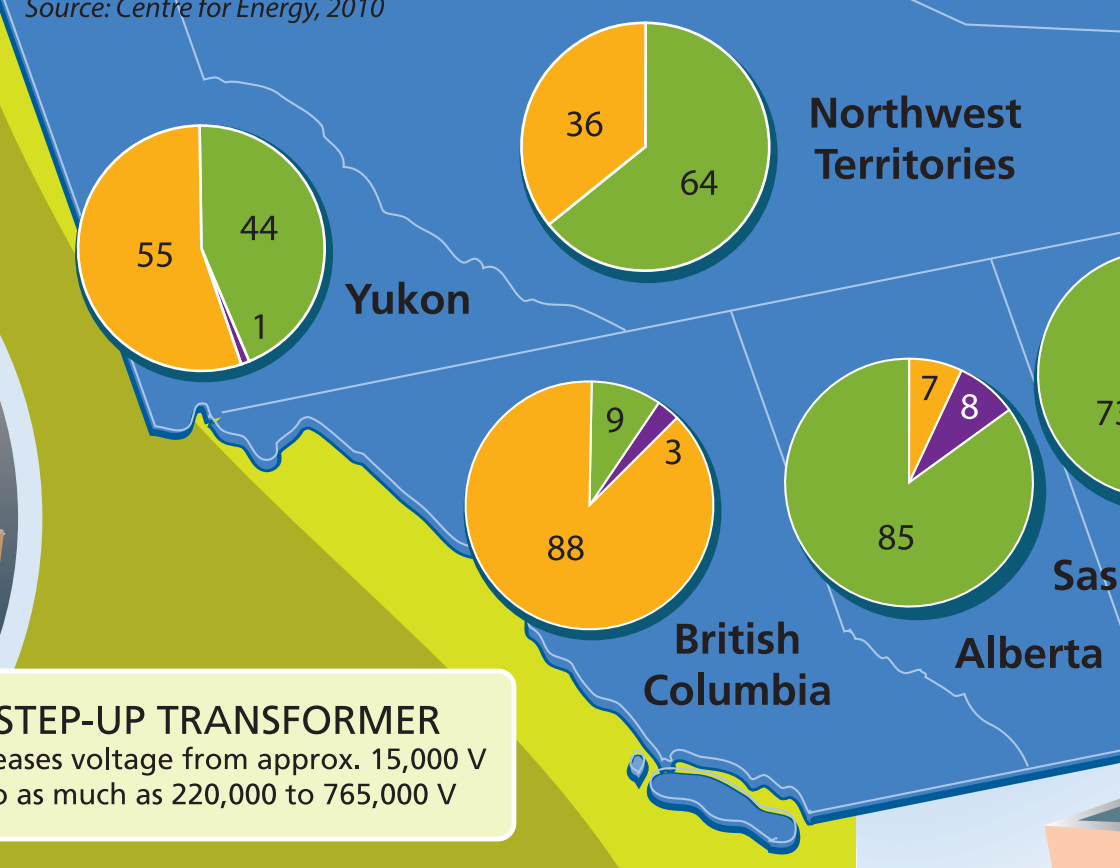 Source: Centre for Energy, 2010
36
64
Northwest
Territories
55
44
1
Yukon
9
3
88
British
Columbia
7
8
85
Alberta
73
Sas
STEP-UP TRANSFORMER
eases voltage from approx. 15,000 V
o as much as 220,000 to 765,000 V